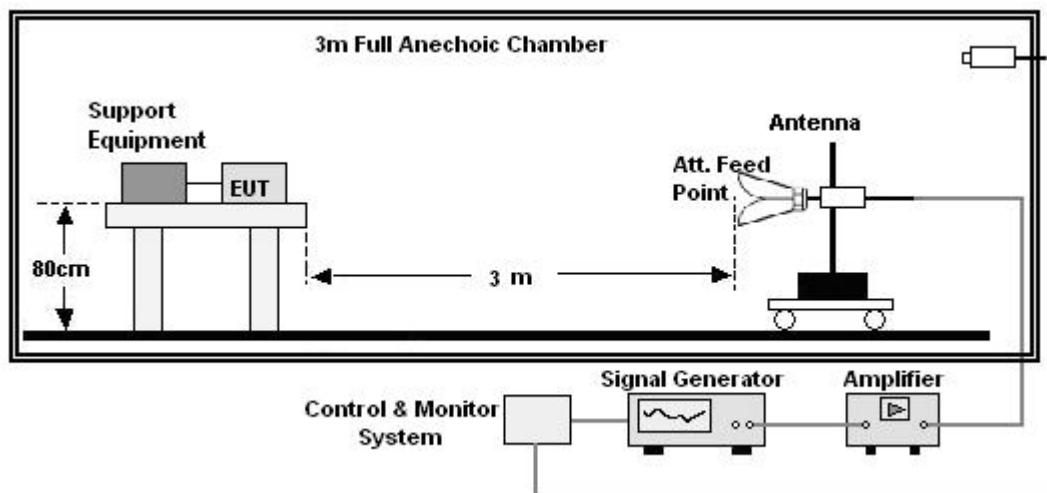 3m Full Anechoic Chamber
Support
Equipment
Antenna
Att. Feed
Point
EUT
80cm
3 m
Signal Generator
Amplifier
Control & Monitor
System